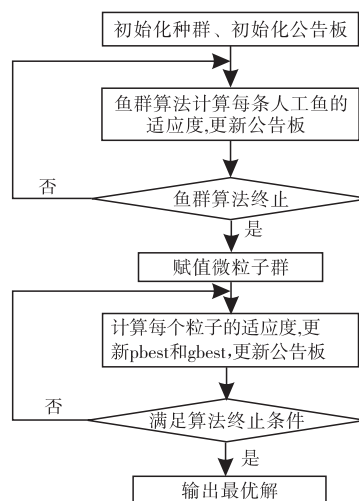 初始化种群、初始化公告板
鱼群算法计算每条人工鱼的
适应度,更新公告板
否
鱼群算法终止
是
赋值微粒子群
计算每个粒子的适应度,更
新pbest和gbest,更新公告板
否
满足算法终止条件
是
输出最优解